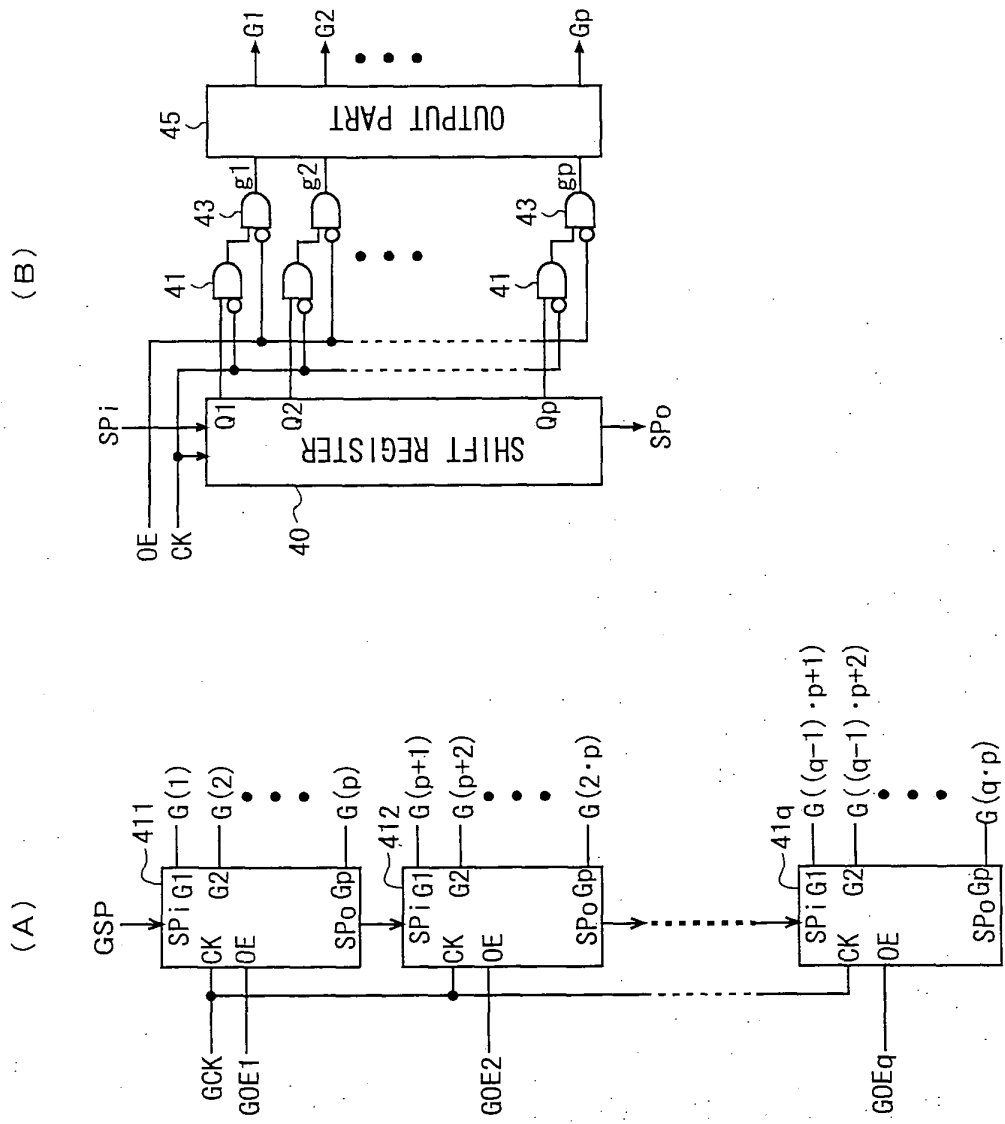 (A)
GSP
411
SPi G1 G(1)
GCK
CK
G2 G(2)
GOE1
OE
SPo Gp G(p)
412
SPi G1 G(p+1)
CK
G2 G(p+2)
GOE2
OE
SPo Gp G(2·p)
41q
SPi G1 G((q-1)·p+1)
CK
G2 G((q-1)·p+2)
GOEq
OE
SPo Gp G(q·p)
(B)
OE
CK
SPi
40
SHIFT REGISTER
Q1
Q2
Qp
SPo
41
43
g1
g2
41
43
gp
45
OUTPUT PART
G1
G2
Gp